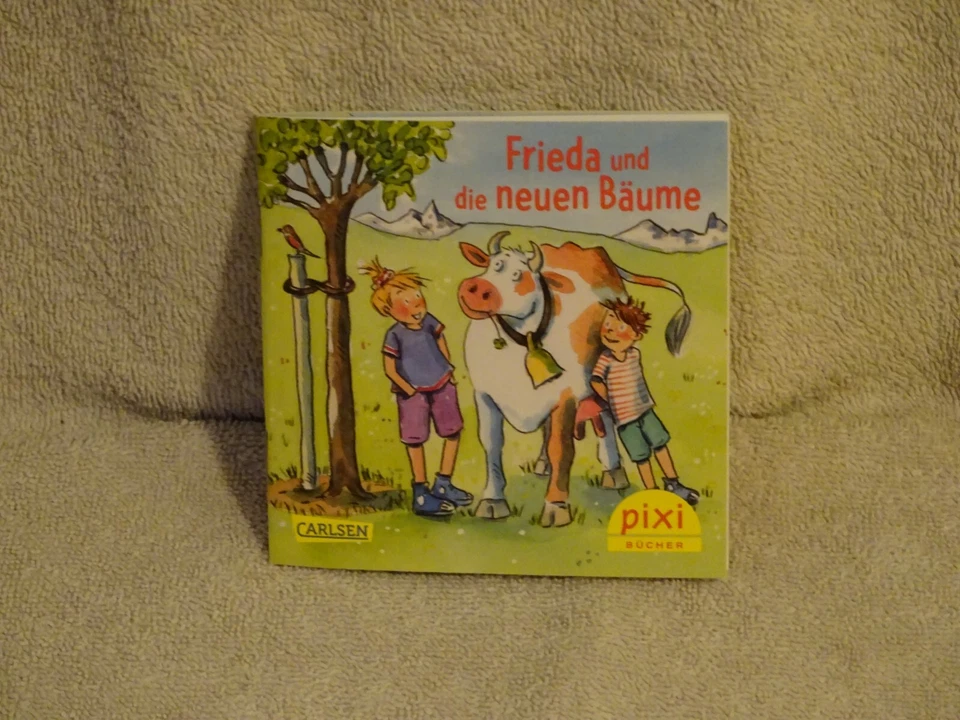 Frieda und
die neuen Bäume
CARLSEN
pixi
BÜCHER